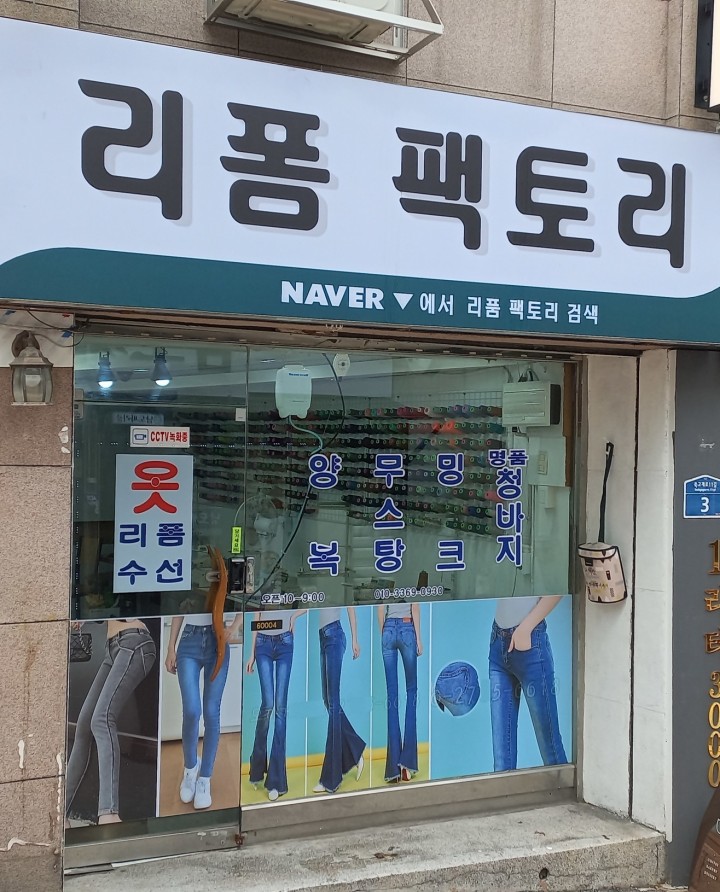 리폼 팩토리
NAVER ▼ 에서 리폼 팩토리 검색
CCTV녹화중
옷
리폼
수선
양복
무스탕
밍크
명품
청바지
오픈10-9:00
010-3369-0930
60004
3